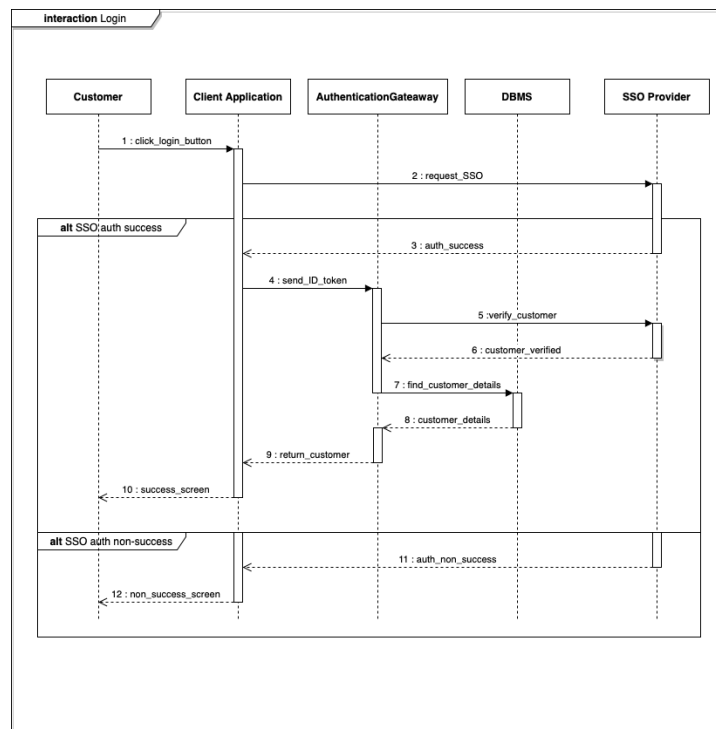 interaction Login
Customer
Client Application
AuthenticationGateaway
DBMS
SSO Provider
1 : click_login_button
2 : request_SSO
alt SSO auth success
3 : auth_success
4 : send_ID_token
5 :verify_customer
6 : customer_verified
7 : find_customer_details
8 : customer_details
9 : return_customer
10 : success_screen
alt SSO auth non-success
11 : auth_non_success
12 : non_success_screen